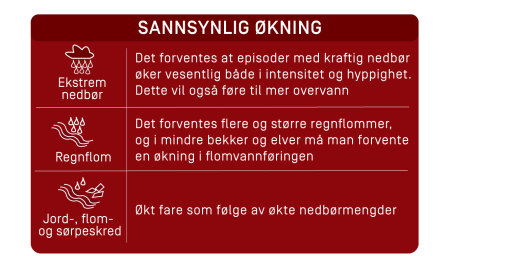 SANNSYNLIG ØKNING
Ekstrem
nedbør
Det forventes at episoder med kraftig nedbør
øker vesentlig både i intensitet og hyppighet.
Dette vil også føre til mer overvann
Regnflom
Det forventes flere og større regnflommer,
og i mindre bekker og elver må man forvente
en økning i flomvannføringen
Jord-, flom-
og sørpeskred
Økt fare som følge av økte nedbørmengder